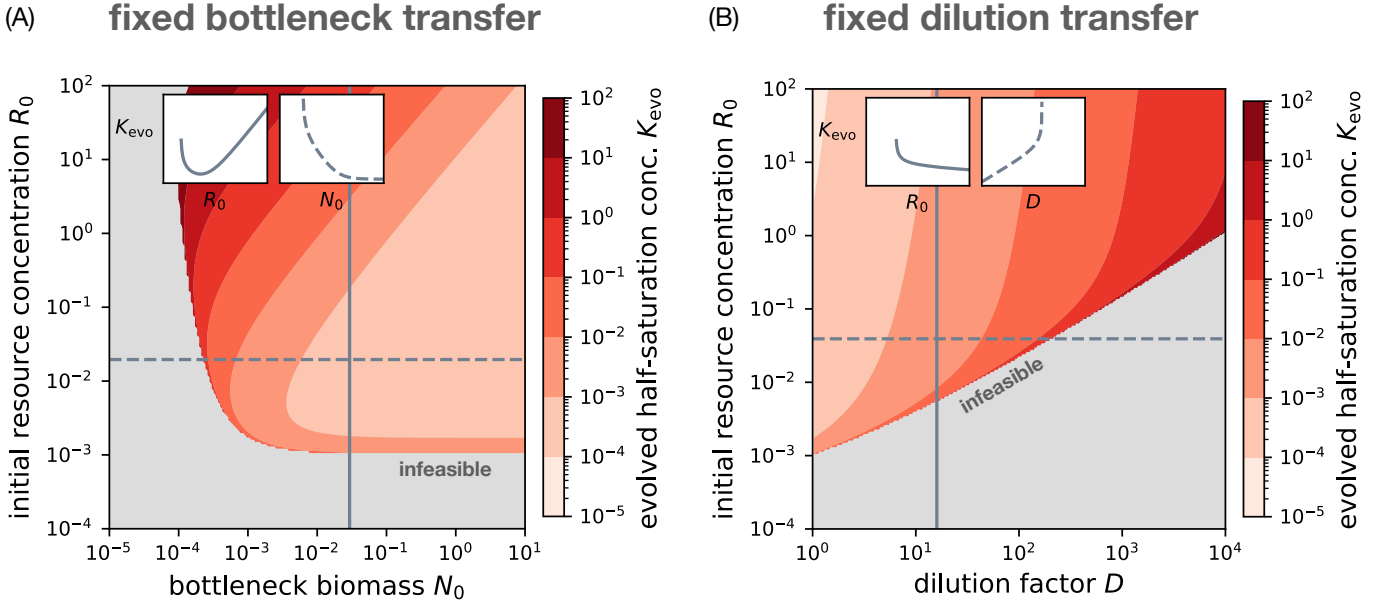 (A)
fixed bottleneck transfer
initial resource concentration R₀
10²
10¹
10⁰
10⁻¹
10⁻²
10⁻³
10⁻⁴
K_evo
R₀
N₀
infeasible
10⁻⁵ 10⁻⁴ 10⁻³ 10⁻² 10⁻¹ 10⁰ 10¹
bottleneck biomass N₀
10²
10¹
10⁰
10⁻¹
10⁻²
10⁻³
10⁻⁴
10⁻⁵
evolved half-saturation conc. K_evo
(B)
fixed dilution transfer
initial resource concentration R₀
10²
10¹
10⁰
10⁻¹
10⁻²
10⁻³
10⁻⁴
K_evo
R₀
D
infeasible
10⁰ 10¹ 10² 10³ 10⁴
dilution factor D
10²
10¹
10⁰
10⁻¹
10⁻²
10⁻³
10⁻⁴
10⁻⁵
evolved half-saturation conc. K_evo